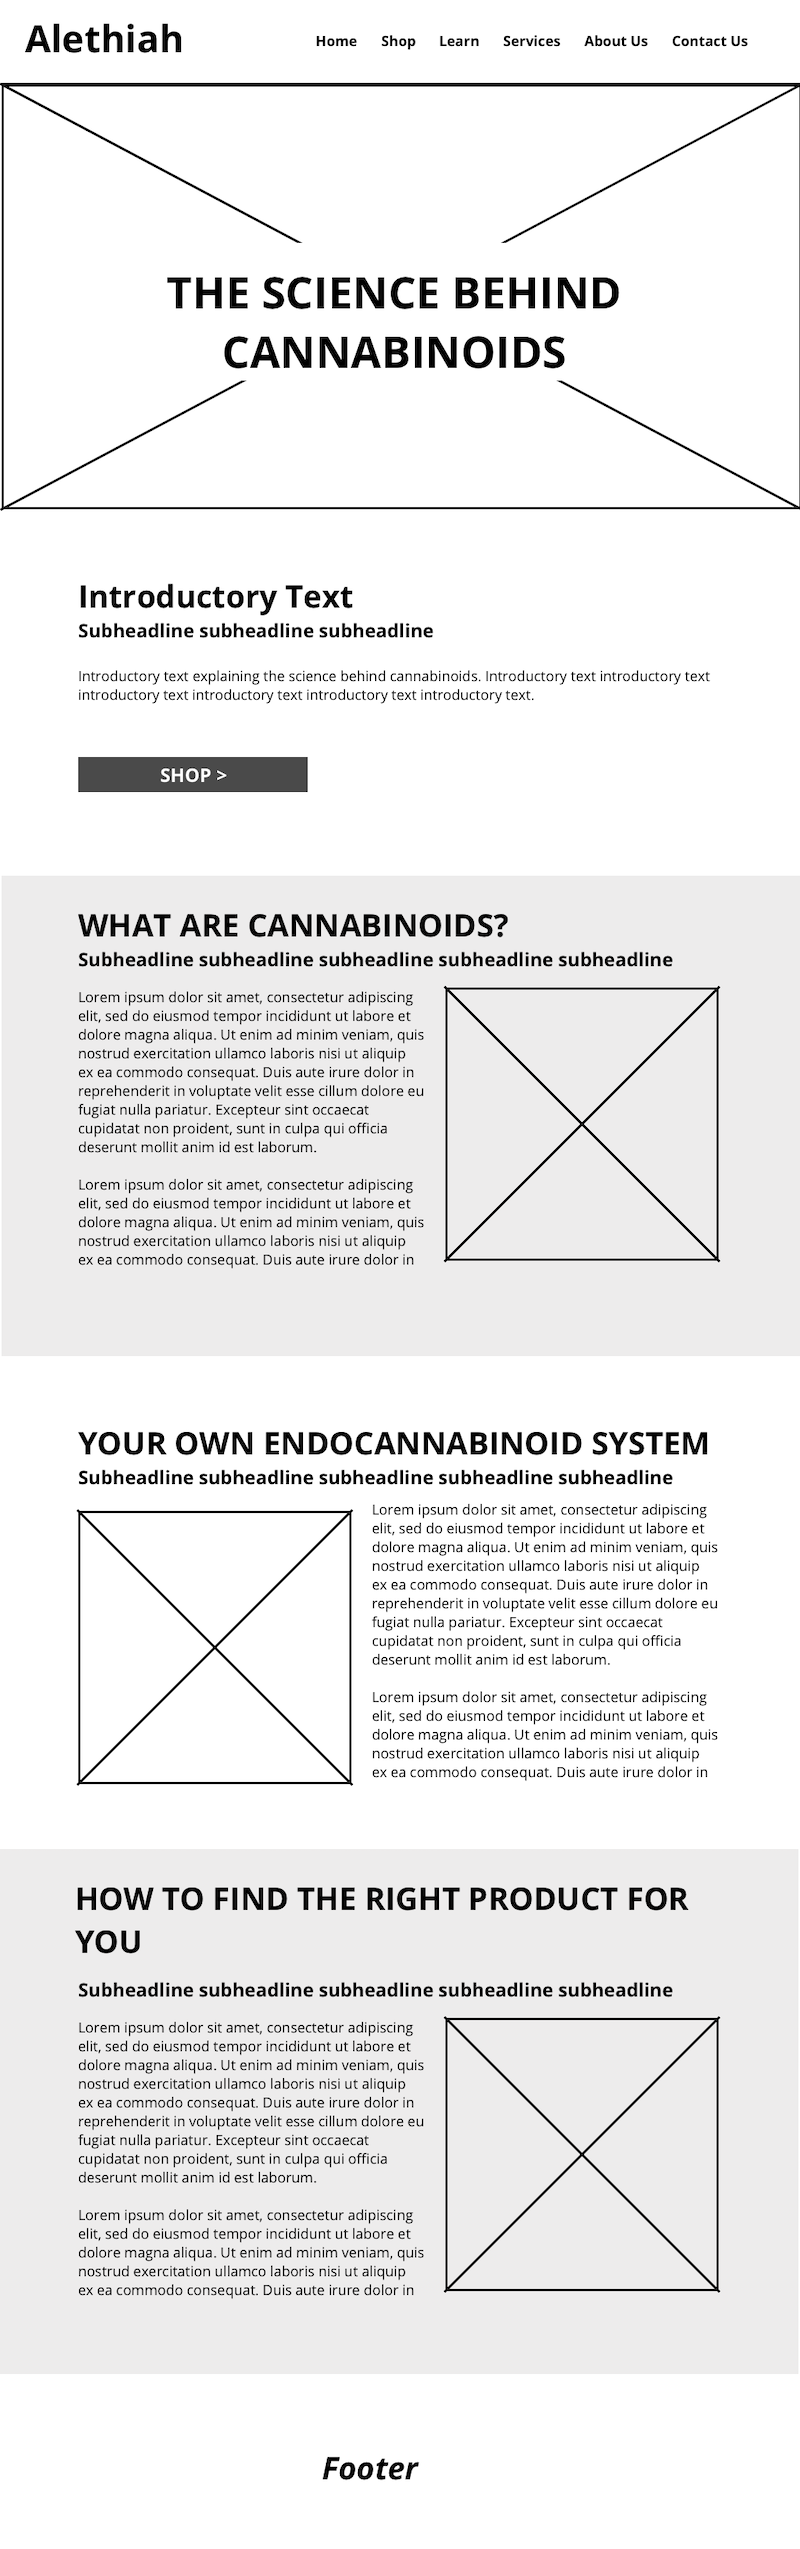 Alethiah
Home Shop Learn Services About Us Contact Us
THE SCIENCE BEHIND
CANNABINOIDS
Introductory Text
Subheadline subheadline subheadline
Introductory text explaining the science behind cannabinoids. Introductory text introductory text
introductory text introductory text introductory text introductory text.
SHOP >
WHAT ARE CANNABINOIDS?
Subheadline subheadline subheadline subheadline subheadline
Lorem ipsum dolor sit amet, consectetur adipiscing
elit, sed do eiusmod tempor incididunt ut labore et
dolore magna aliqua. Ut enim ad minim veniam, quis
nostrud exercitation ullamco laboris nisi ut aliquip
ex ea commodo consequat. Duis aute irure dolor in
reprehenderit in voluptate velit esse cillum dolore eu
fugiat nulla pariatur. Excepteur sint occaecat
cupidatat non proident, sunt in culpa qui officia
deserunt mollit anim id est laborum.
Lorem ipsum dolor sit amet, consectetur adipiscing
elit, sed do eiusmod tempor incididunt ut labore et
dolore magna aliqua. Ut enim ad minim veniam, quis
nostrud exercitation ullamco laboris nisi ut aliquip
ex ea commodo consequat. Duis aute irure dolor in
YOUR OWN ENDOCANNABINOID SYSTEM
Subheadline subheadline subheadline subheadline subheadline
Lorem ipsum dolor sit amet, consectetur adipiscing
elit, sed do eiusmod tempor incididunt ut labore et
dolore magna aliqua. Ut enim ad minim veniam, quis
nostrud exercitation ullamco laboris nisi ut aliquip
ex ea commodo consequat. Duis aute irure dolor in
reprehenderit in voluptate velit esse cillum dolore eu
fugiat nulla pariatur. Excepteur sint occaecat
cupidatat non proident, sunt in culpa qui officia
deserunt mollit anim id est laborum.
Lorem ipsum dolor sit amet, consectetur adipiscing
elit, sed do eiusmod tempor incididunt ut labore et
dolore magna aliqua. Ut enim ad minim veniam, quis
nostrud exercitation ullamco laboris nisi ut aliquip
ex ea commodo consequat. Duis aute irure dolor in
HOW TO FIND THE RIGHT PRODUCT FOR
YOU
Subheadline subheadline subheadline subheadline subheadline
Lorem ipsum dolor sit amet, consectetur adipiscing
elit, sed do eiusmod tempor incididunt ut labore et
dolore magna aliqua. Ut enim ad minim veniam, quis
nostrud exercitation ullamco laboris nisi ut aliquip
ex ea commodo consequat. Duis aute irure dolor in
reprehenderit in voluptate velit esse cillum dolore eu
fugiat nulla pariatur. Excepteur sint occaecat
cupidatat non proident, sunt in culpa qui officia
deserunt mollit anim id est laborum.
Lorem ipsum dolor sit amet, consectetur adipiscing
elit, sed do eiusmod tempor incididunt ut labore et
dolore magna aliqua. Ut enim ad minim veniam, quis
nostrud exercitation ullamco laboris nisi ut aliquip
ex ea commodo consequat. Duis aute irure dolor in
Footer